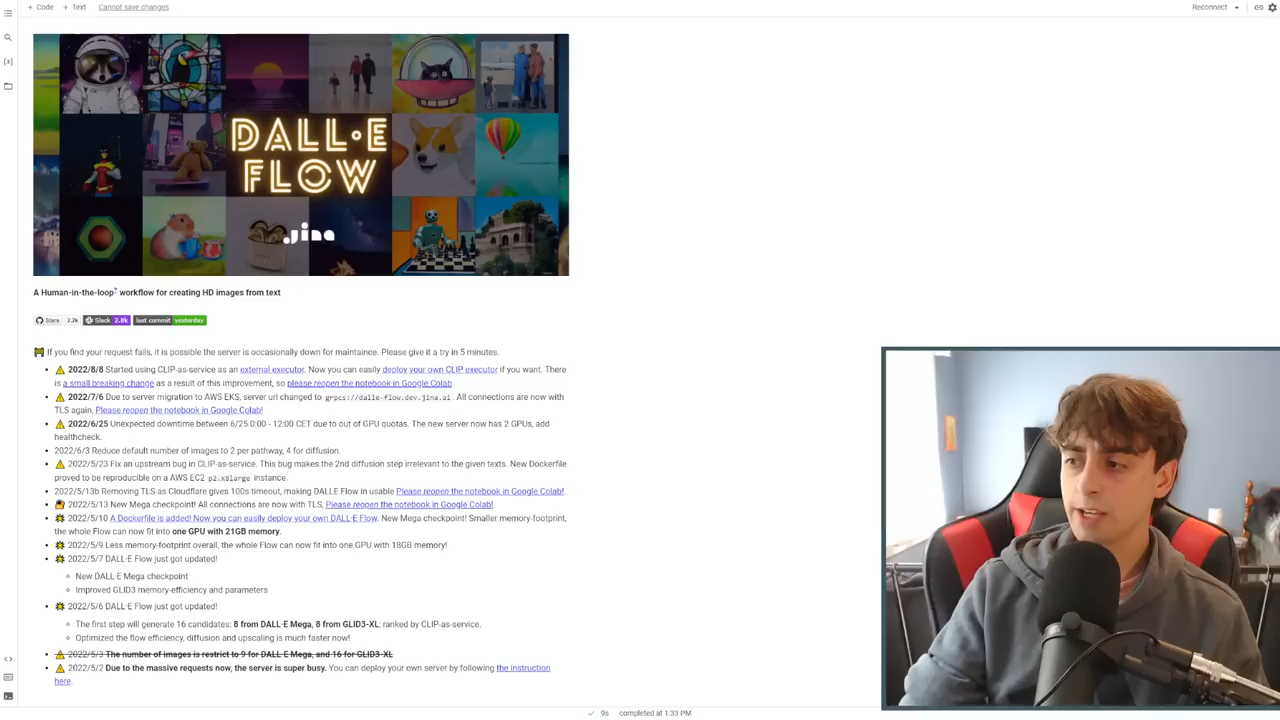 + Code + Text Cannot save changes
Reconnect
{x}
DALL·E
FLOW
jina
A Human-in-the-loop? workflow for creating HD images from text
Stars 2.2k Slack 2.8k last commit yesterday
If you find your request fails, it is possible the server is occasionally down for maintaince. Please give it a try in 5 minutes.
2022/8/8 Started using CLIP-as-service as an external executor. Now you can easily deploy your own CLIP executor if you want. There
is a small breaking change as a result of this improvement, so please reopen the notebook in Google Colab.
2022/7/6 Due to server migration to AWS EKS, server url changed to grpcs://dalle-flow.dev.jina.ai. All connections are now with
TLS again, Please reopen the notebook in Google Colab!
2022/6/25 Unexpected downtime between 6/25 0:00 - 12:00 CET due to out of GPU quotas. The new server now has 2 GPUs, add
healthcheck.
2022/6/3 Reduce default number of images to 2 per pathway, 4 for diffusion.
2022/5/23 Fix an upstream bug in CLIP-as-service. This bug makes the 2nd diffusion step irrelevant to the given texts. New Dockerfile
proved to be reproducible on a AWS EC2 p2.x8large instance.
2022/5/13b Removing TLS as Cloudflare gives 100s timeout, making DALLE Flow in usable Please reopen the notebook in Google Colab!
2022/5/13 New Mega checkpoint! All connections are now with TLS, Please reopen the notebook in Google Colab!
2022/5/10 A Dockerfile is added! Now you can easily deploy your own DALL·E Flow. New Mega checkpoint! Smaller memory-footprint,
the whole Flow can now fit into one GPU with 21GB memory.
2022/5/9 Less memory-footprint overall, the whole Flow can now fit into one GPU with 18GB memory!
2022/5/7 DALL·E Flow just got updated!
New DALL·E Mega checkpoint
Improved GLID3 memory-efficiency and parameters
2022/5/6 DALL·E Flow just got updated!
The first step will generate 16 candidates: 8 from DALL·E Mega, 8 from GLID3-XL; ranked by CLIP-as-service.
Optimized the flow efficiency, diffusion and upscaling is much faster now!
2022/5/3 The number of images is restrict to 9 for DALL·E Mega, and 16 for GLID3-XL
2022/5/2 Due to the massive requests now, the server is super busy. You can deploy your own server by following the instruction
here.
9s completed at 1:33 PM